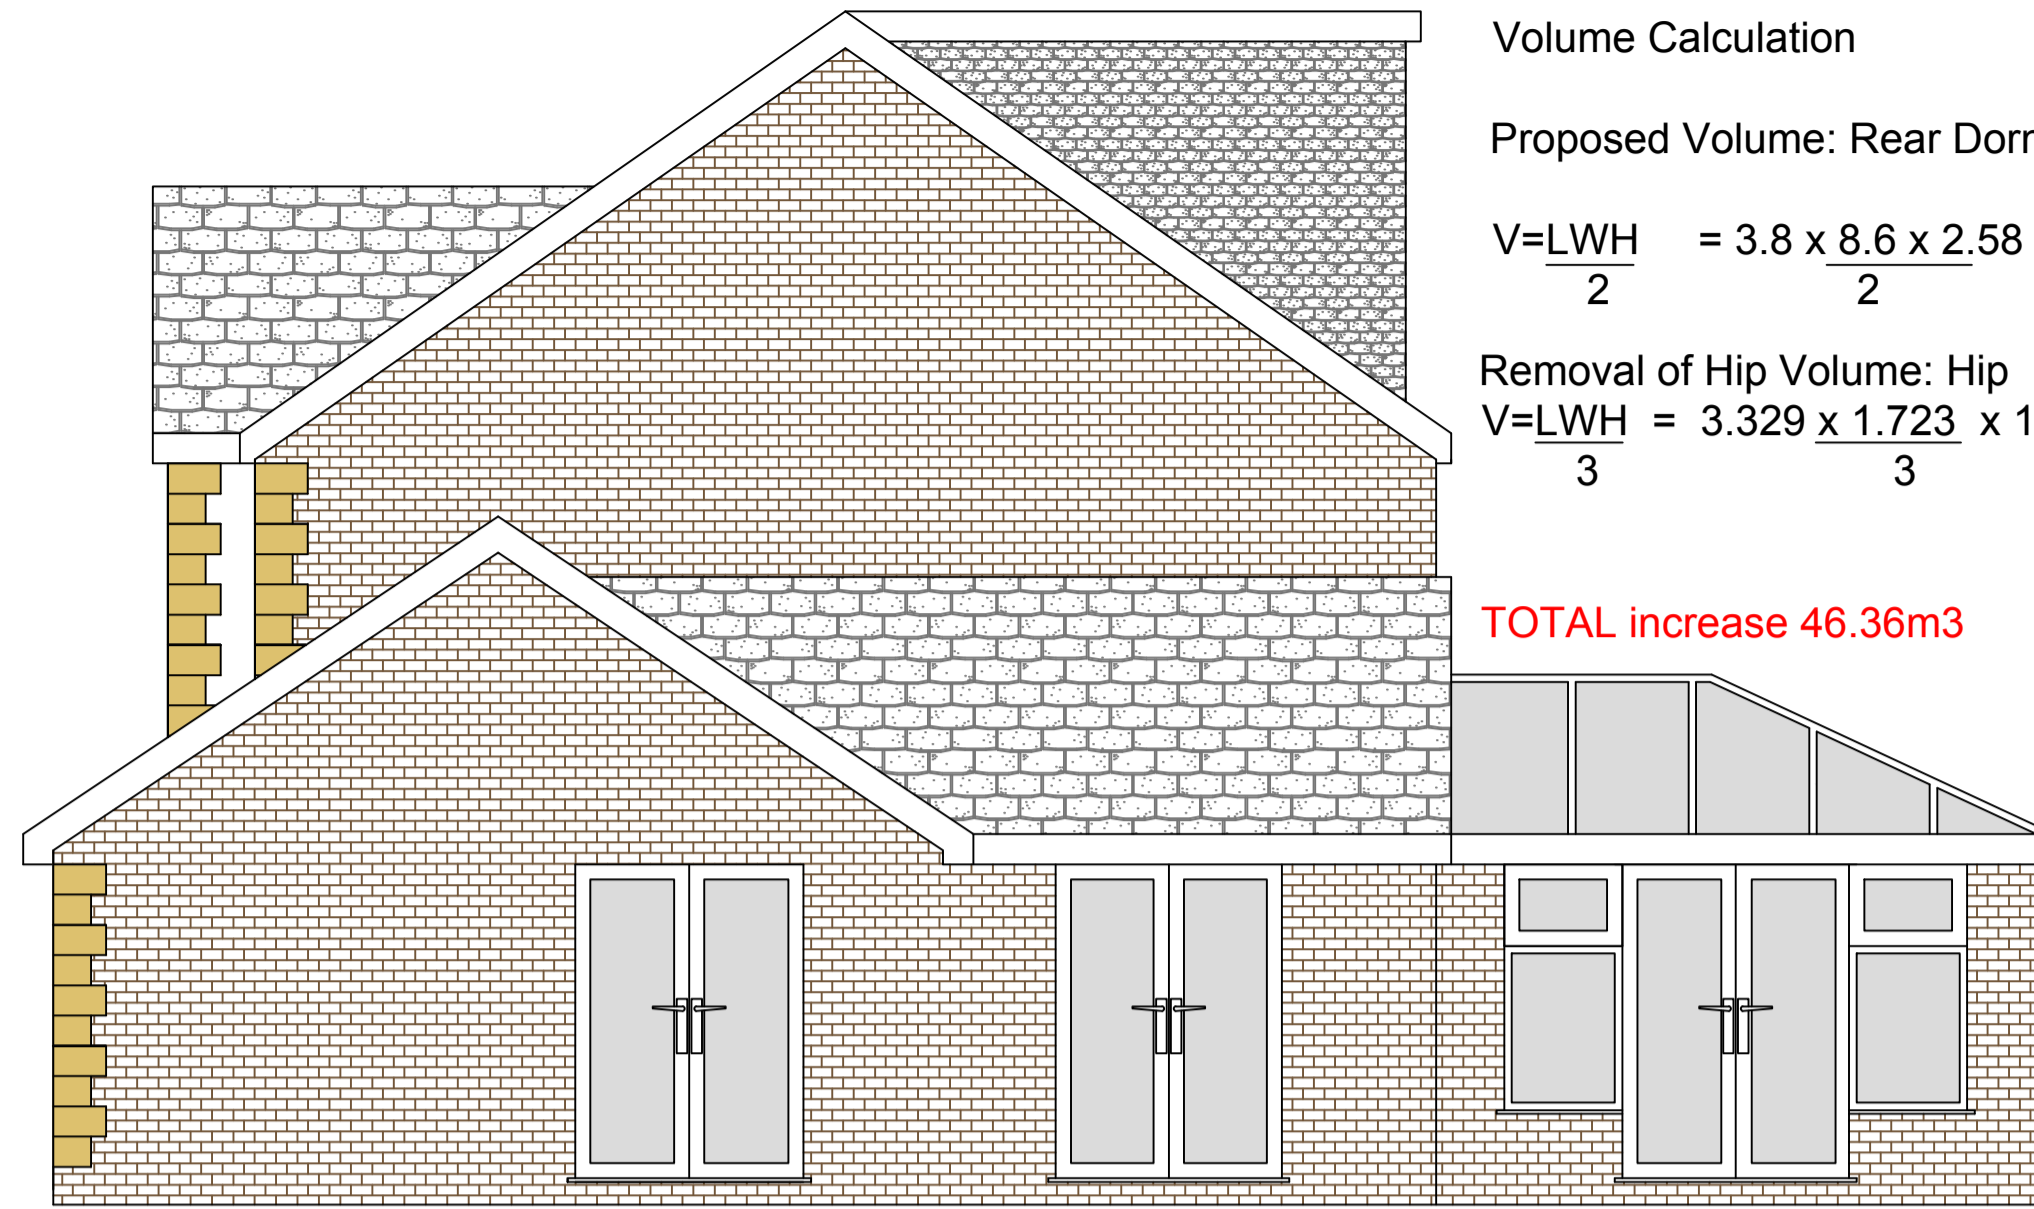 Volume Calculation
Proposed Volume: Rear Dorm
V=LWH = 3.8 x 8.6 x 2.58
2 2
Removal of Hip Volume: Hip
V=LWH = 3.329 x 1.723 x 1
3 3
TOTAL increase 46.36m3